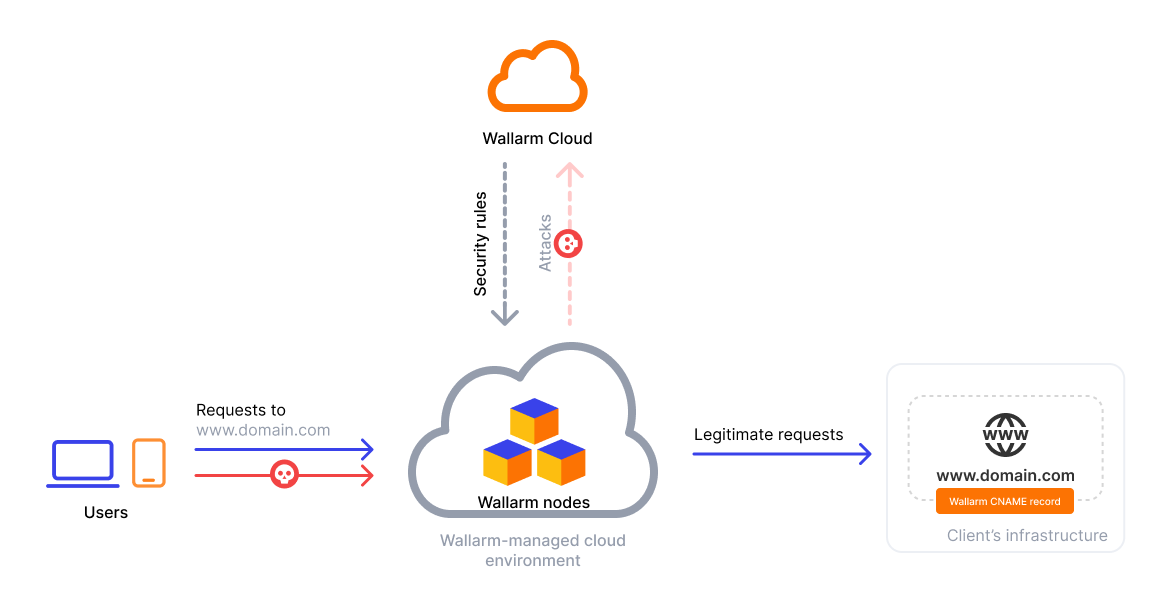 Wallarm Cloud
Security rules
Attacks
Requests to
www.domain.com
Users
Wallarm nodes
Wallarm-managed cloud
environment
Legitimate requests
WWW
www.domain.com
Wallarm CNAME record
Client’s infrastructure